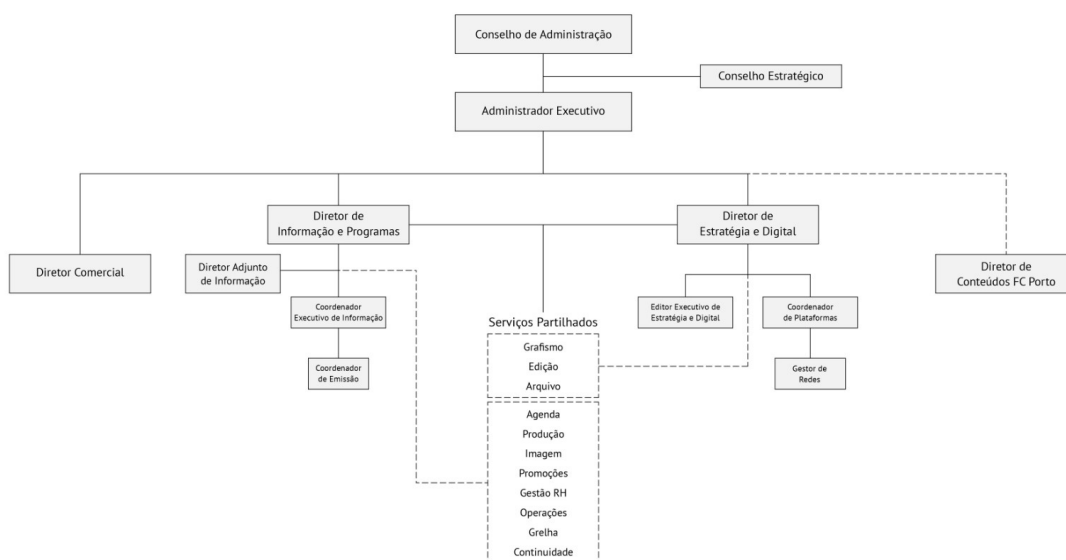 Conselho de Administração
Conselho Estratégico
Administrador Executivo
Diretor de
Informação e Programas
Diretor de
Estratégia e Digital
Diretor Comercial
Diretor Adjunto
de Informação
Diretor de
Conteúdos FC Porto
Coordenador
Executivo de Informação
Editor Executivo de
Estratégia e Digital
Coordenador
de Plataformas
Coordenador
de Emissão
Gestor de
Redes
Serviços Partilhados
Grafismo
Edição
Arquivo
Agenda
Produção
Imagem
Promoções
Gestão RH
Operações
Grelha
Continuidade